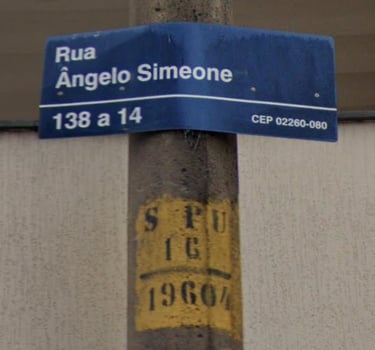 Rua
Ângelo Simeone
138 a 14
CEP 02260-080
S P U
1G
19604